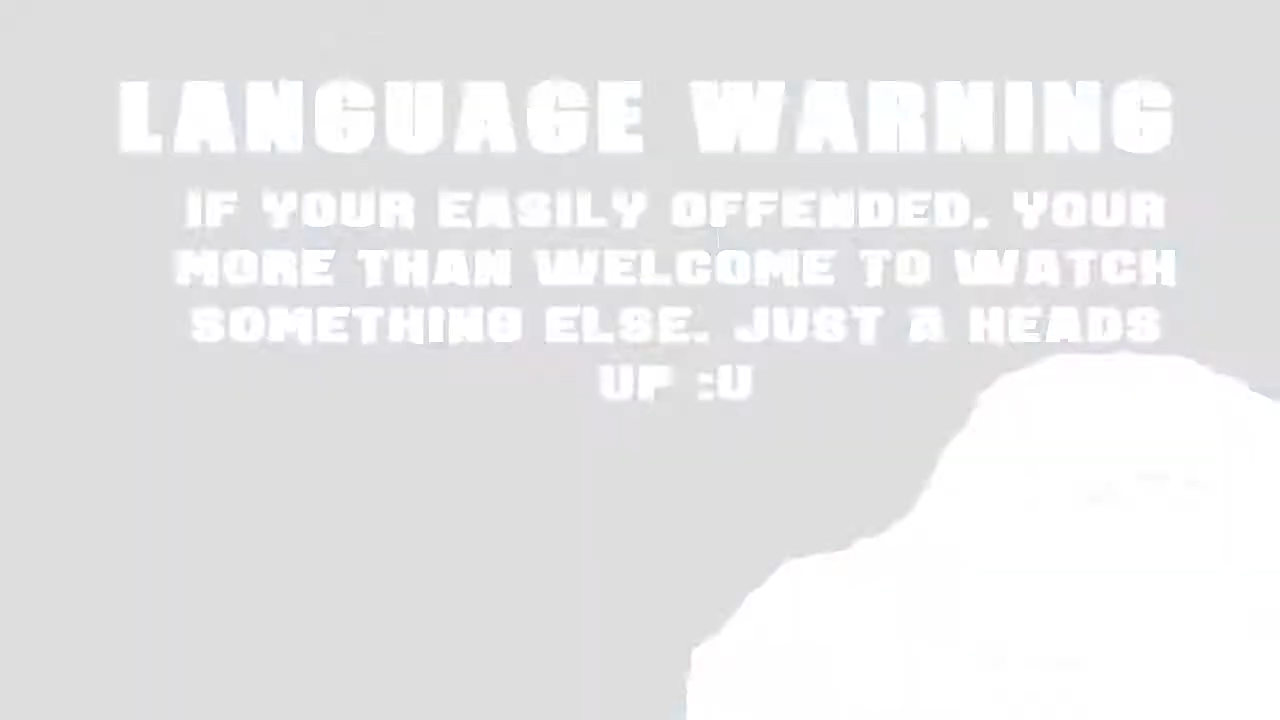 LANGUAGE WARNING
IF YOUR EASILY OFFENDED. YOUR
MORE THAN WELCOME TO WATCH
SOMETHING ELSE. JUST A HEADS
UP :U